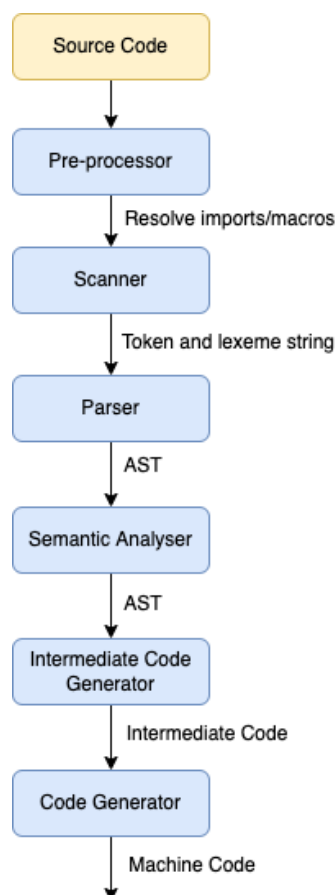 Source Code
Pre-processor
Resolve imports/macros
Scanner
Token and lexeme string
Parser
AST
Semantic Analyser
AST
Intermediate Code
Generator
Intermediate Code
Code Generator
Machine Code